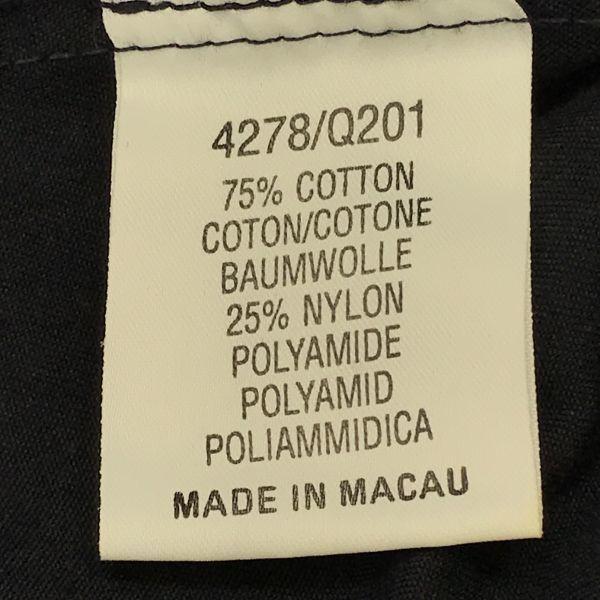 4278/Q201
75% COTTON
COTON/COTONE
BAUMWOLLE
25% NYLON
POLYAMIDE
POLYAMID
POLIAMMIDICA
MADE IN MACAU